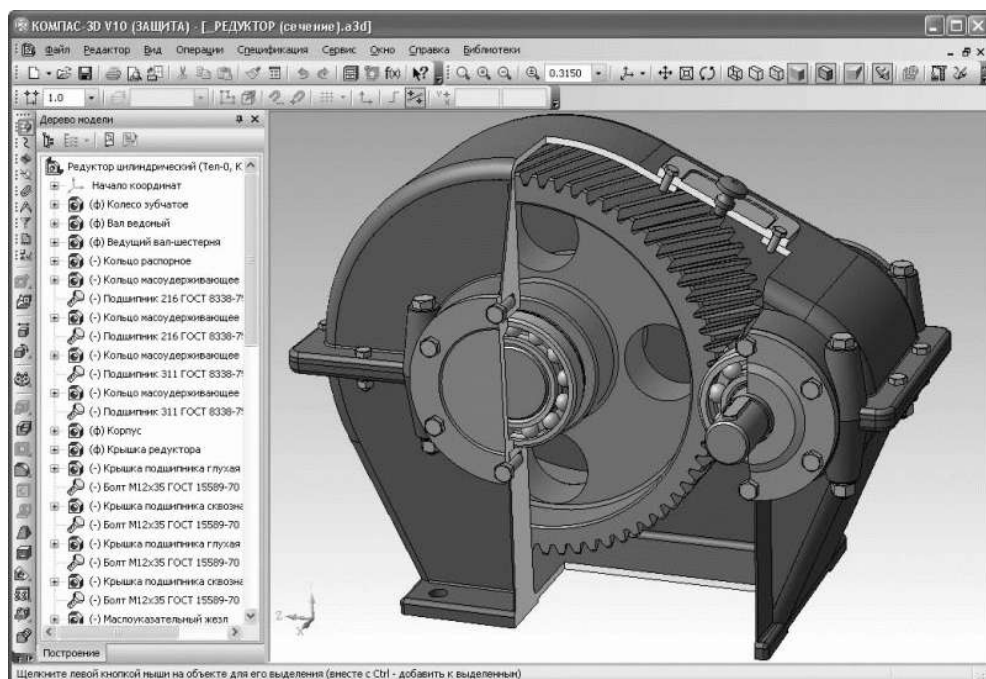 КОМПАС-3D V10 (ЗАЩИТА) - [_РЕДУКТОР (сечение).a3d]
Файл Редактор Вид Операции Спецификация Сервис Окно Справка Библиотеки
0.3150
1.0
Дерево модели
Редуктор цилиндрический (Тел-0, К
Начало координат
(ф) Колесо зубчатое
(ф) Вал ведомый
(ф) Ведущий вал-шестерня
(-) Кольцо распорное
(-) Кольцо масоудерживающее
(-) Подшипник 216 ГОСТ 8338-75
(-) Кольцо масоудерживающее
(-) Подшипник 216 ГОСТ 8338-75
(-) Кольцо масоудерживающее
(-) Подшипник 311 ГОСТ 8338-75
(-) Кольцо масоудерживающее
(-) Подшипник 311 ГОСТ 8338-75
(ф) Корпус
(ф) Крышка редуктора
(-) Крышка подшипника глухая
(-) Болт М12х35 ГОСТ 15589-70
(-) Крышка подшипника сквозна
(-) Болт М12х35 ГОСТ 15589-70
(-) Крышка подшипника глухая
(-) Болт М12х35 ГОСТ 15589-70
(-) Крышка подшипника сквозна
(-) Болт М12х35 ГОСТ 15589-70
(-) Маслоуказательный жезл
Z X
Построение
Щелкните левой кнопкой мыши на объекте для его выделения (вместе с Ctrl - добавить к выделенным)